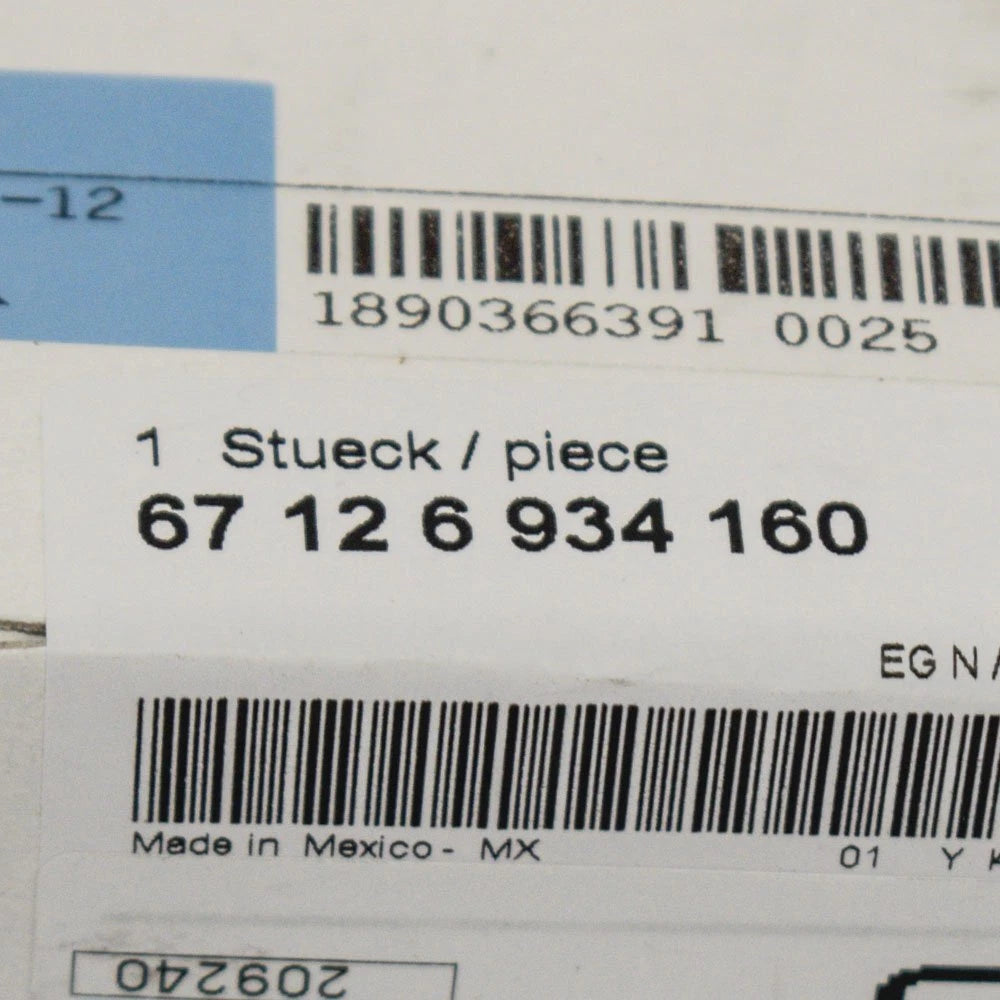 -12
1890366391 0025
1 Stueck / piece
67 12 6 934 160
EG N
Made in Mexico - MX
01 Y
209240